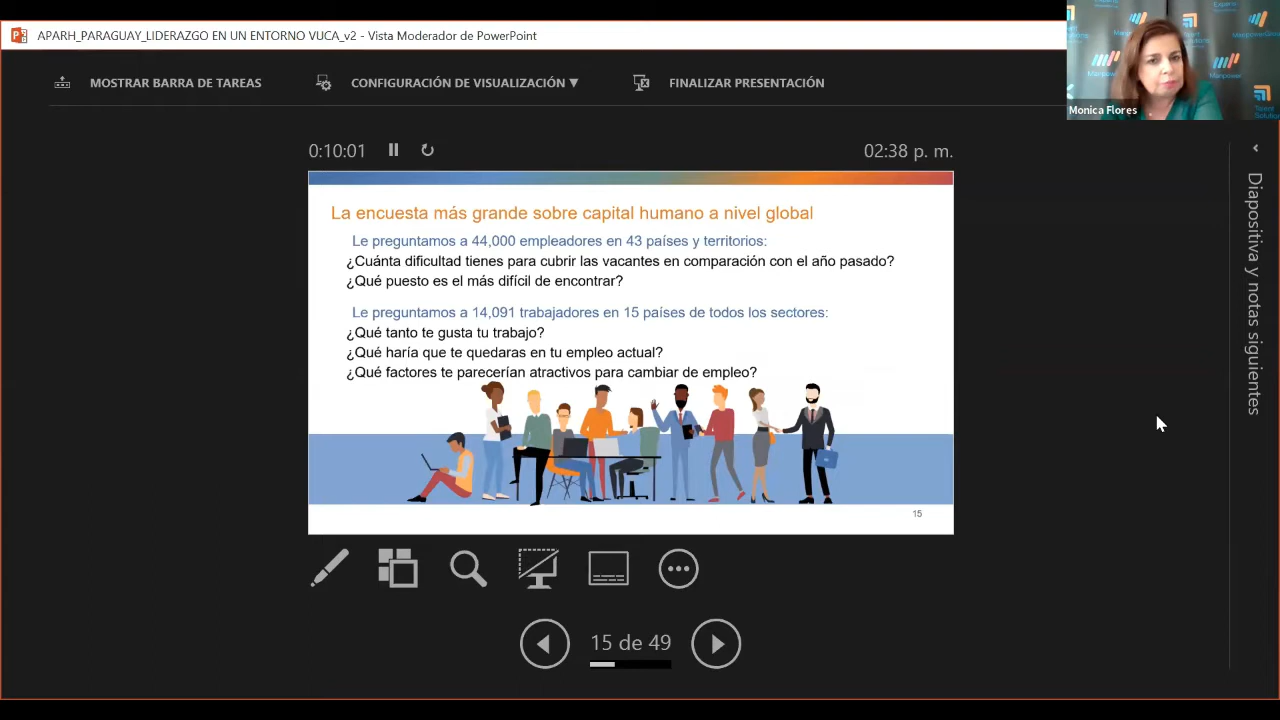 APARH_PARAGUAY_LIDERAZGO EN UN ENTORNO VUCA_v2 - Vista Moderador de PowerPoint
MOSTRAR BARRA DE TAREAS
CONFIGURACIÓN DE VISUALIZACIÓN ▼
FINALIZAR PRESENTACIÓN
Manpower
Manpower
Monica Flores
0:10:01
02:38 p. m.
La encuesta más grande sobre capital humano a nivel global
Le preguntamos a 44,000 empleadores en 43 países y territorios:
¿Cuánta dificultad tienes para cubrir las vacantes en comparación con el año pasado?
¿Qué puesto es el más difícil de encontrar?
Le preguntamos a 14,091 trabajadores en 15 países de todos los sectores:
¿Qué tanto te gusta tu trabajo?
¿Qué haría que te quedaras en tu empleo actual?
¿Qué factores te parecerían atractivos para cambiar de empleo?
15
15 de 49
Diapositiva y notas siguientes